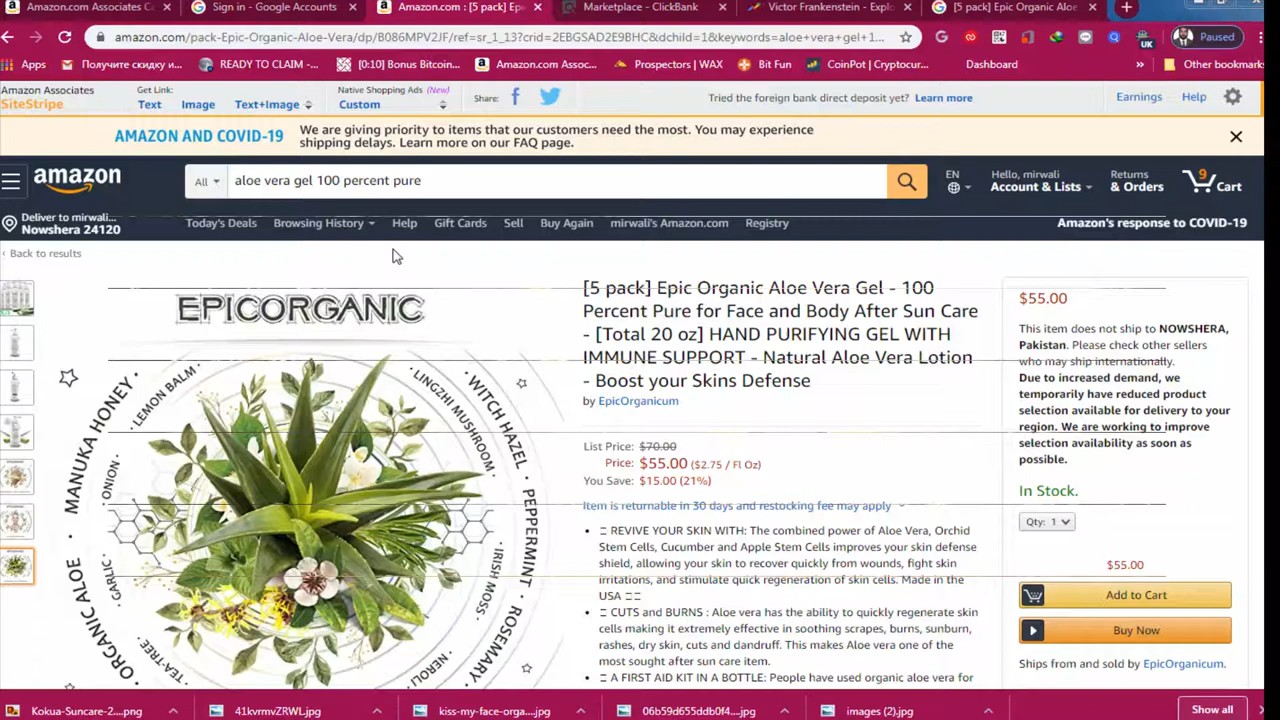 Amazon Associates C
Sign in - Google Accounts
Amazon.com : [5 pack] Epi
Marketplace - ClickBank
Victor Frankenstein - Explo
[5 pack] Epic Organic Aloe
amazon.com/pack-Epic-Organic-Aloe-Vera/dp/B086MPV2JF/ref=sr_1_13?crid=2EBGSAD2E9BHC&dchild=1&keywords=aloe+vera+gel+1...
UK
Paused
Apps
Получите скидку и...
READY TO CLAIM -...
[0:10] Bonus Bitcoin...
Amazon.com Assoc...
Prospectors | WAX
Bit Fun
CoinPot | Cryptocur...
Dashboard
»
Other bookmark
Amazon Associates
SiteStripe
Get Link:
Text
Image
Text+Image
Native Shopping Ads (New)
Custom
Share:
Tried the foreign bank direct deposit yet? Learn more
Earnings
Help
AMAZON AND COVID-19
We are giving priority to items that our customers need the most. You may experience
shipping delays. Learn more on our FAQ page.
amazon
All
aloe vera gel 100 percent pure
EN
Hello, mirwali
Account & Lists
Returns
& Orders
9
Cart
Deliver to mirwali...
Nowshera 24120
Today's Deals
Browsing History
Help
Gift Cards
Sell
Buy Again
mirwali's Amazon.com
Registry
Amazon's response to COVID-19
‹ Back to results
EPICORGANIC
ORGANIC ALOE
MANUKA HONEY
WITCH HAZEL
PEPPERMINT
ROSEMARY
TEA-TREE
GARLIC
ONION
LEMON BALM
LINGZHI MUSHROOM
IRISH MOSS
NEROLI
[5 pack] Epic Organic Aloe Vera Gel - 100
Percent Pure for Face and Body After Sun Care
- [Total 20 oz] HAND PURIFYING GEL WITH
IMMUNE SUPPORT - Natural Aloe Vera Lotion
- Boost your Skins Defense
by EpicOrganicum
List Price: $70.00
Price: $55.00 ($2.75 / Fl Oz)
You Save: $15.00 (21%)
Item is returnable in 30 days and restocking fee may apply
• REVIVE YOUR SKIN WITH: The combined power of Aloe Vera, Orchid
Stem Cells, Cucumber and Apple Stem Cells improves your skin defense
shield, allowing your skin to recover quickly from wounds, fight skin
irritations, and stimulate quick regeneration of skin cells. Made in the
USA
• CUTS and BURNS : Aloe vera has the ability to quickly regenerate skin
cells making it extremely effective in soothing scrapes, burns, sunburn,
rashes, dry skin, cuts and dandruff. This makes Aloe vera one of the
most sought after sun care item.
• A FIRST AID KIT IN A BOTTLE: People have used organic aloe vera for
$55.00
This item does not ship to NOWSHERA,
Pakistan. Please check other sellers
who may ship internationally.
Due to increased demand, we
temporarily have reduced product
selection available for delivery to your
region. We are working to improve
selection availability as soon as
possible.
In Stock.
Qty: 1
$55.00
Add to Cart
Buy Now
Ships from and sold by EpicOrganicum.
Kokua-Suncare-2....png
41kvrmvZRWL.jpg
kiss-my-face-orga....jpg
06b59d655ddb0f4....jpg
images (2).jpg
Show all